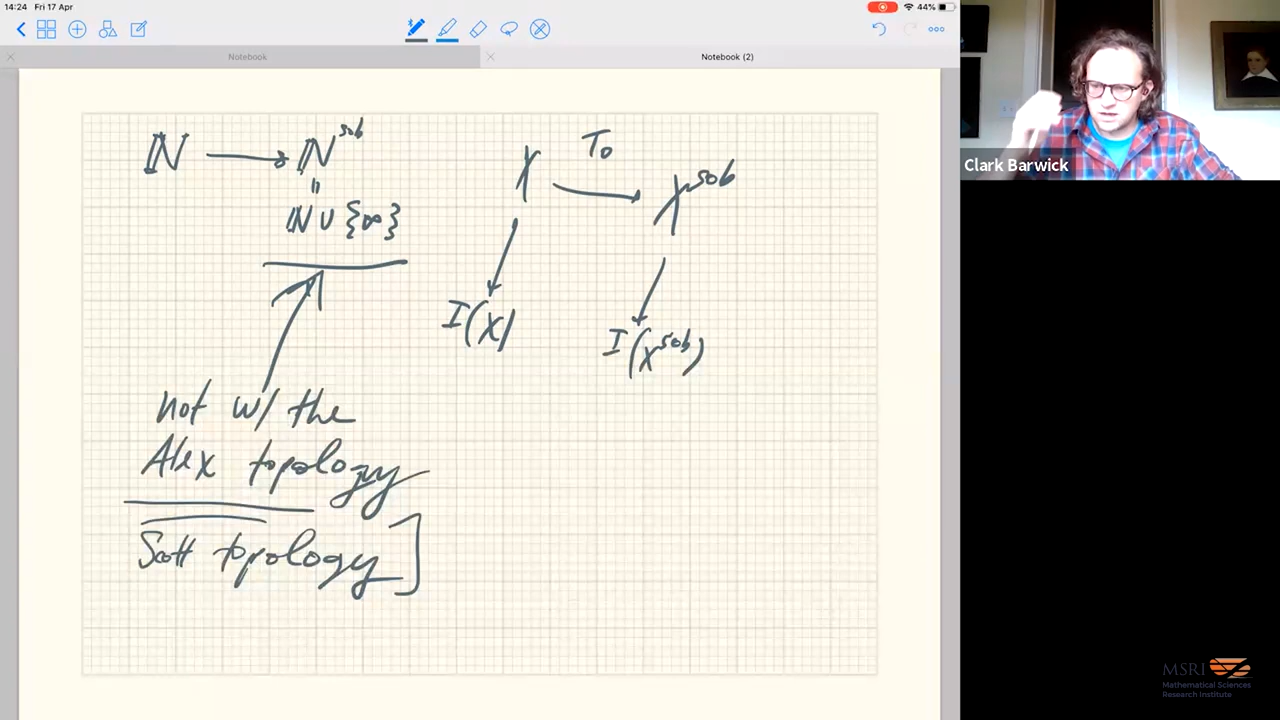 14:24 Fri 17 Apr
44%
Notebook
Notebook (2)
ℕ → ℕ^sob
=
ℕ ∪ {∞}
not w/ the
Alex topology
Scott topology]
X T₀ X^sob
I(X)
I(X^sob)
Clark Barwick
MSRI
Mathematical Sciences
Research Institute